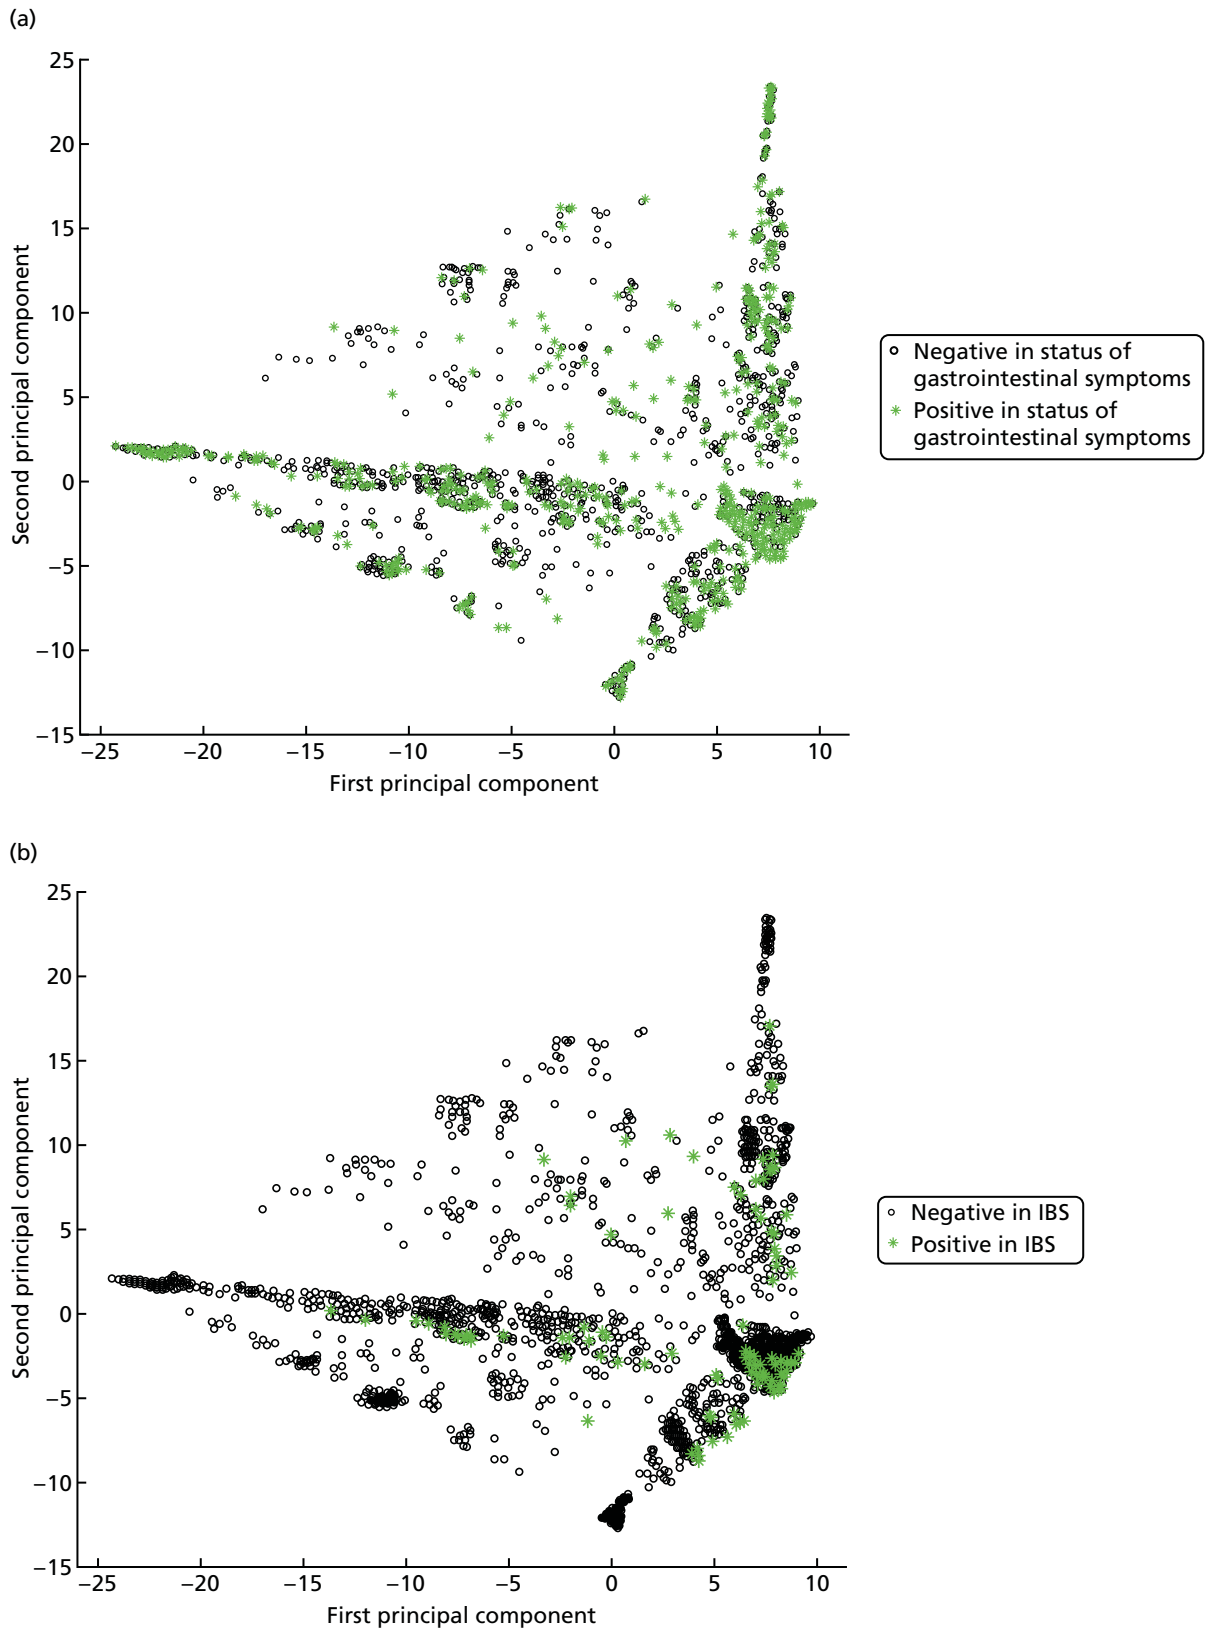 (a)
25
20
15
10
5
0
−5
−10
−15
Second principal component
−25
−20
−15
−10
−5
0
5
10
First principal component
Negative in status of
gastrointestinal symptoms
Positive in status of
gastrointestinal symptoms
(b)
25
20
15
10
5
0
−5
−10
−15
Second principal component
−25
−20
−15
−10
−5
0
5
10
First principal component
Negative in IBS
Positive in IBS